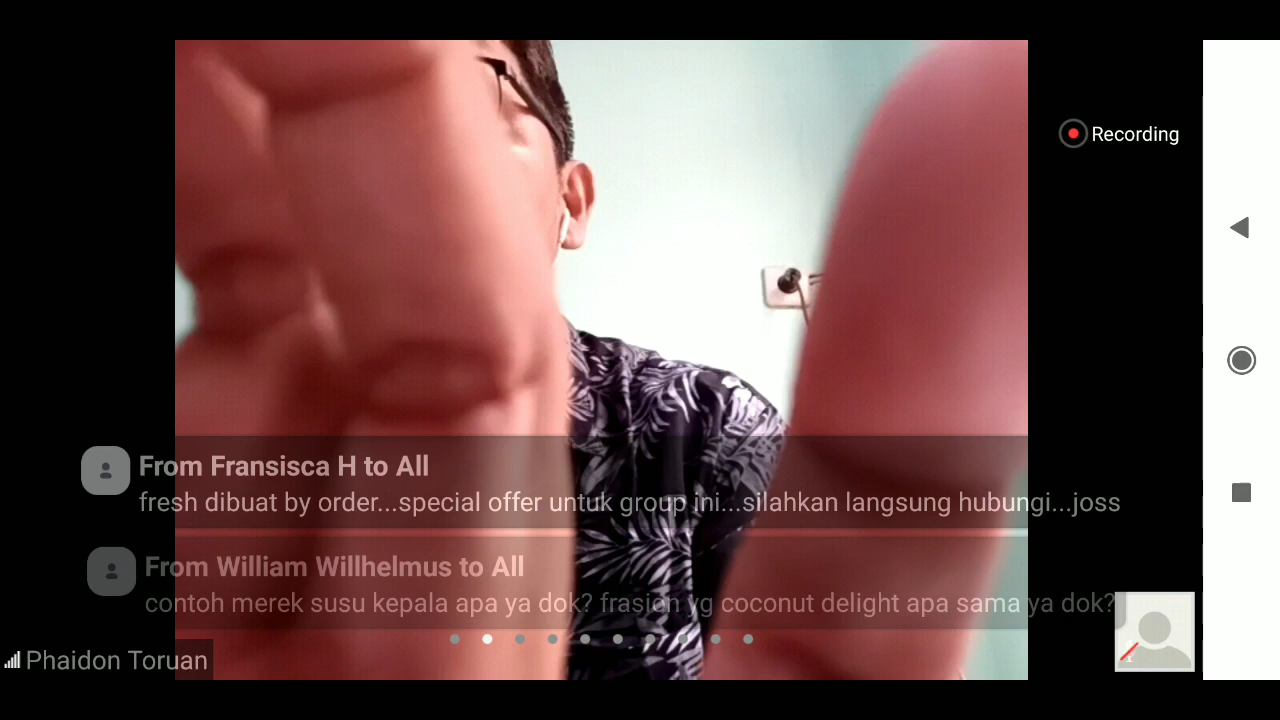 Recording
From Fransisca H to All
fresh dibuat by order...special offer untuk group ini...silahkan langsung hubungi...joss
From William Willhelmus to All
contoh merek susu kepala apa ya dok? frasion yg coconut delight apa sama ya dok?
Phaidon Toruan